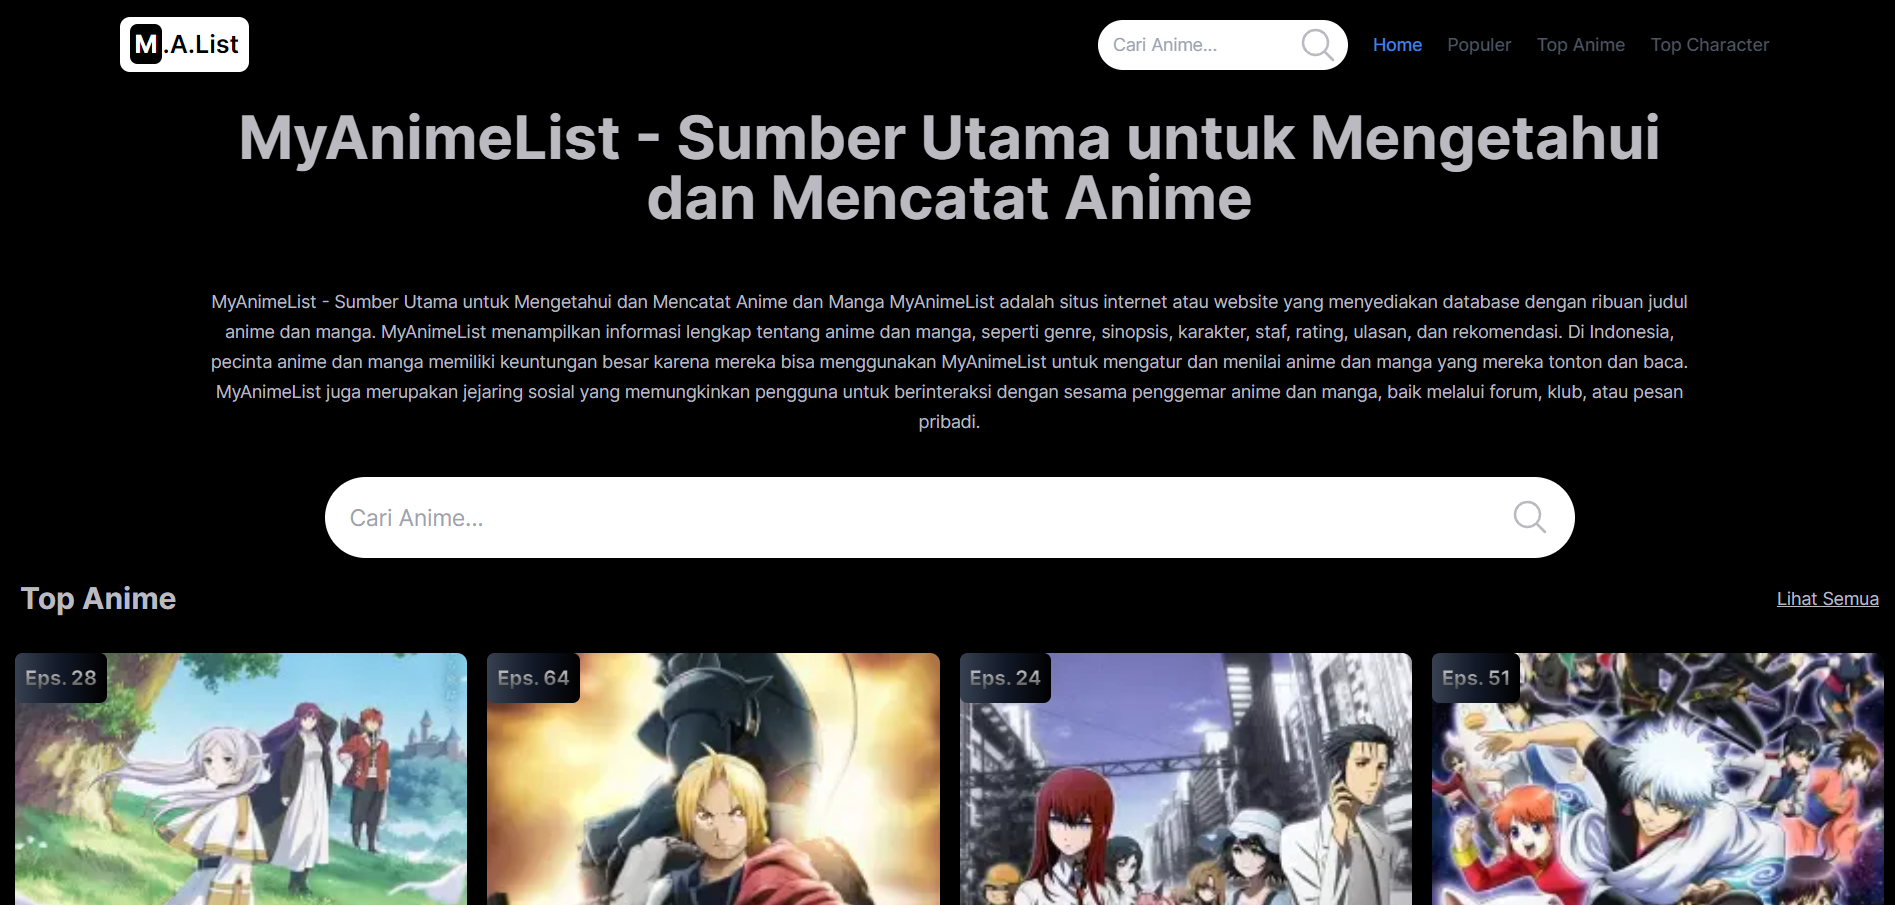 M.A.List
Cari Anime...
Home
Populer
Top Anime
Top Character
MyAnimeList - Sumber Utama untuk Mengetahui
dan Mencatat Anime
MyAnimeList - Sumber Utama untuk Mengetahui dan Mencatat Anime dan Manga MyAnimeList adalah situs internet atau website yang menyediakan database dengan ribuan judul
anime dan manga. MyAnimeList menampilkan informasi lengkap tentang anime dan manga, seperti genre, sinopsis, karakter, staf, rating, ulasan, dan rekomendasi. Di Indonesia,
pecinta anime dan manga memiliki keuntungan besar karena mereka bisa menggunakan MyAnimeList untuk mengatur dan menilai anime dan manga yang mereka tonton dan baca.
MyAnimeList juga merupakan jejaring sosial yang memungkinkan pengguna untuk berinteraksi dengan sesama penggemar anime dan manga, baik melalui forum, klub, atau pesan
pribadi.
Cari Anime...
Top Anime
Lihat Semua
Eps. 28
Eps. 64
Eps. 24
Eps. 51